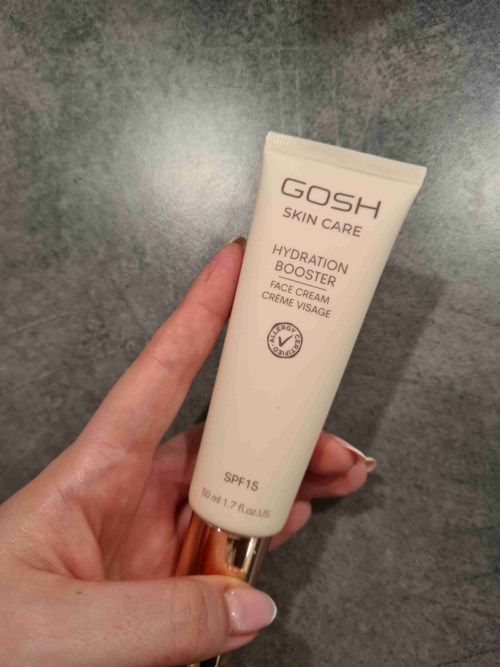 GOSH
SKIN CARE
HYDRATION
BOOSTER
FACE CREAM
CRÈME VISAGE
ALLERGY CERTIFIED
SPF15
50 ml 1.7 fl.oz.US